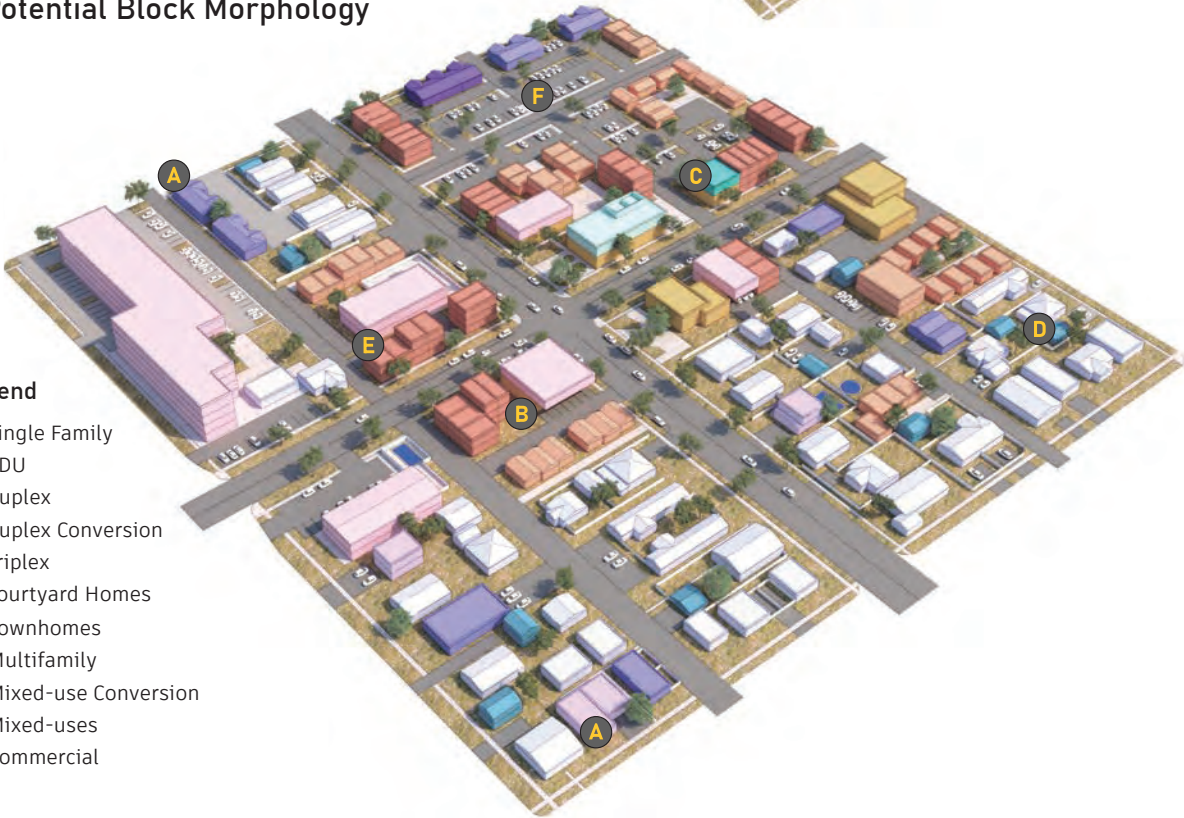 otential Block Morphology
F
A
C
D
E
B
A
end
ingle Family
DU
uplex
uplex Conversion
riplex
ourtyard Homes
ownhomes
Multifamily
Mixed-use Conversion
Mixed-uses
ommercial